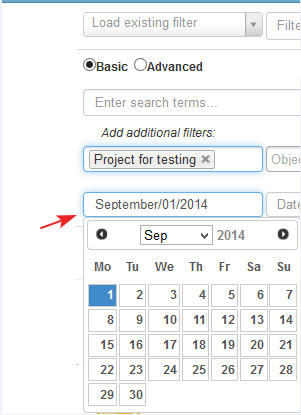 Load existing filter
Filte
Basic Advanced
Enter search terms...
Add additional filters:
Project for testing
Objec
September/01/2014
Date
Sep 2014
Mo Tu We Th Fr Sa Su
1 2 3 4 5 6 7
8 9 10 11 12 13 14
15 16 17 18 19 20 21
22 23 24 25 26 27 28
29 30